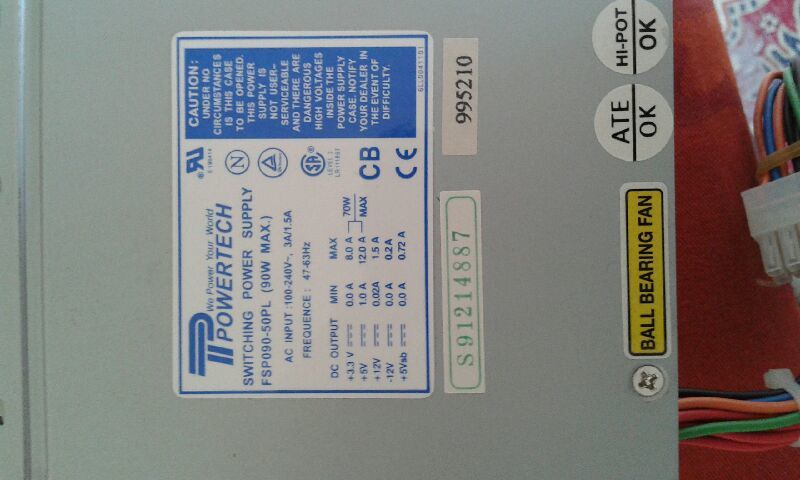 We Power Your World
POWERTECH
SWITCHING POWER SUPPLY
FSP090-50PL (90W MAX.)
AC INPUT :100-240V~, 3A/1.5A
FREQUENCE : 47-63Hz
DC OUTPUT MIN MAX
+3.3 V 0.0 A 8.0 A 70W
+5V 1.0 A 12.0 A MAX
+12V 0.02A 1.5 A
-12V 0.0 A 0.2A
+5Vsb 0.0 A 0.72 A
N
LEVEL 3
CB
CE
CAUTION:
UNDER NO
CIRCUMSTANCES
IS THIS CASE
TO BE OPENED.
THIS POWER
SUPPLY IS
NOT USER-
SERVICEABLE
AND THERE ARE
DANGEROUS
HIGH VOLTAGES
INSIDE THE
POWER SUPPLY
CASE NOTIFY
YOUR DEALER IN
THE EVENT OF
DIFFICULTY.
S91214887
995210
BALL BEARING FAN
ATE
OK
HI-POT
OK